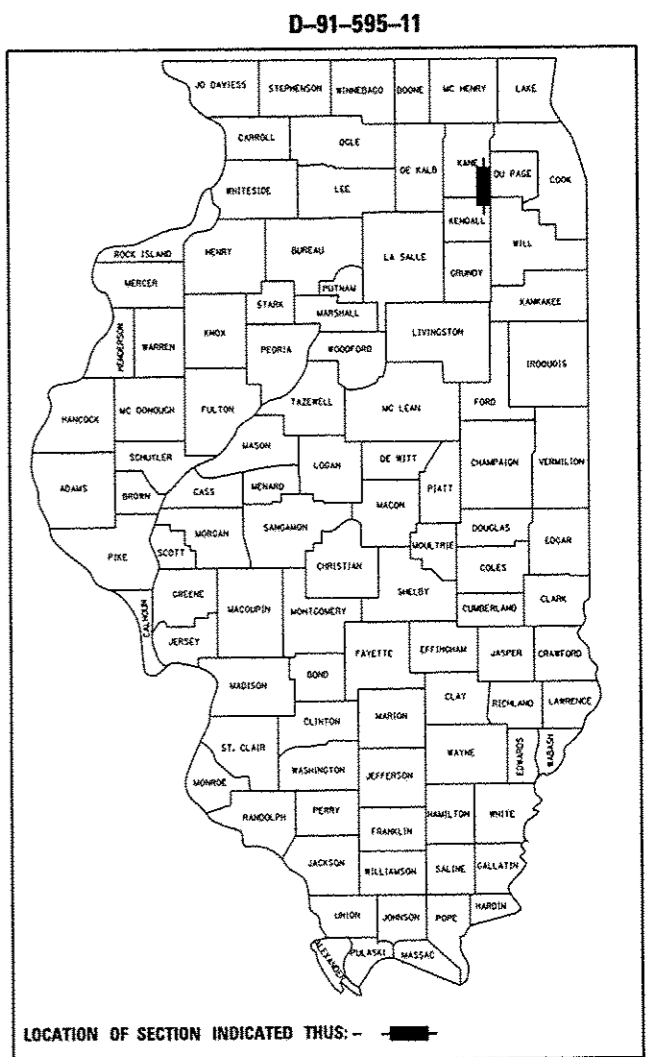 D-91-595-11
JO DAVIESS STEPHENSON WINNEBAGO BOONE MC HENRY LAKE
CARROLL OGLE
DE KALB KANE DU PAGE COOK
WHITESIDE LEE
KENDALL
WILL
ROCK ISLAND HENRY BUREAU LA SALLE
GRUNDY
MERCER PUTNAM
KANKAKEE
STARK MARSHALL
HENDERSON WARREN KNOX PEORIA WOODFORD LIVINGSTON
IROQUOIS
HANCOCK MC DONOUGH FULTON TAZEWELL MC LEAN FORD
MASON
SCHUYLER LOGAN DE WITT CHAMPAIGN VERMILION
ADAMS BROWN CASS MENARD PIATT
MACON
MORGAN SANGAMON DOUGLAS
PIKE SCOTT CHRISTIAN MOULTRIE EDGAR
COLES
GREENE SHELBY
CALHOUN MACOUPIN MONTGOMERY CUMBERLAND CLARK
JERSEY
FAYETTE EFFINGHAM JASPER CRAWFORD
BOND
MADISON CLAY
RICHLAND LAWRENCE
CLINTON MARION
ST. CLAIR WAYNE EDWARDS WABASH
WASHINGTON JEFFERSON
MONROE
RANDOLPH PERRY HAMILTON WHITE
FRANKLIN
JACKSON WILLIAMSON SALINE GALLATIN
UNION JOHNSON POPE HARDIN
ALEXANDER PULASKI MASSAC
LOCATION OF SECTION INDICATED THUS: -